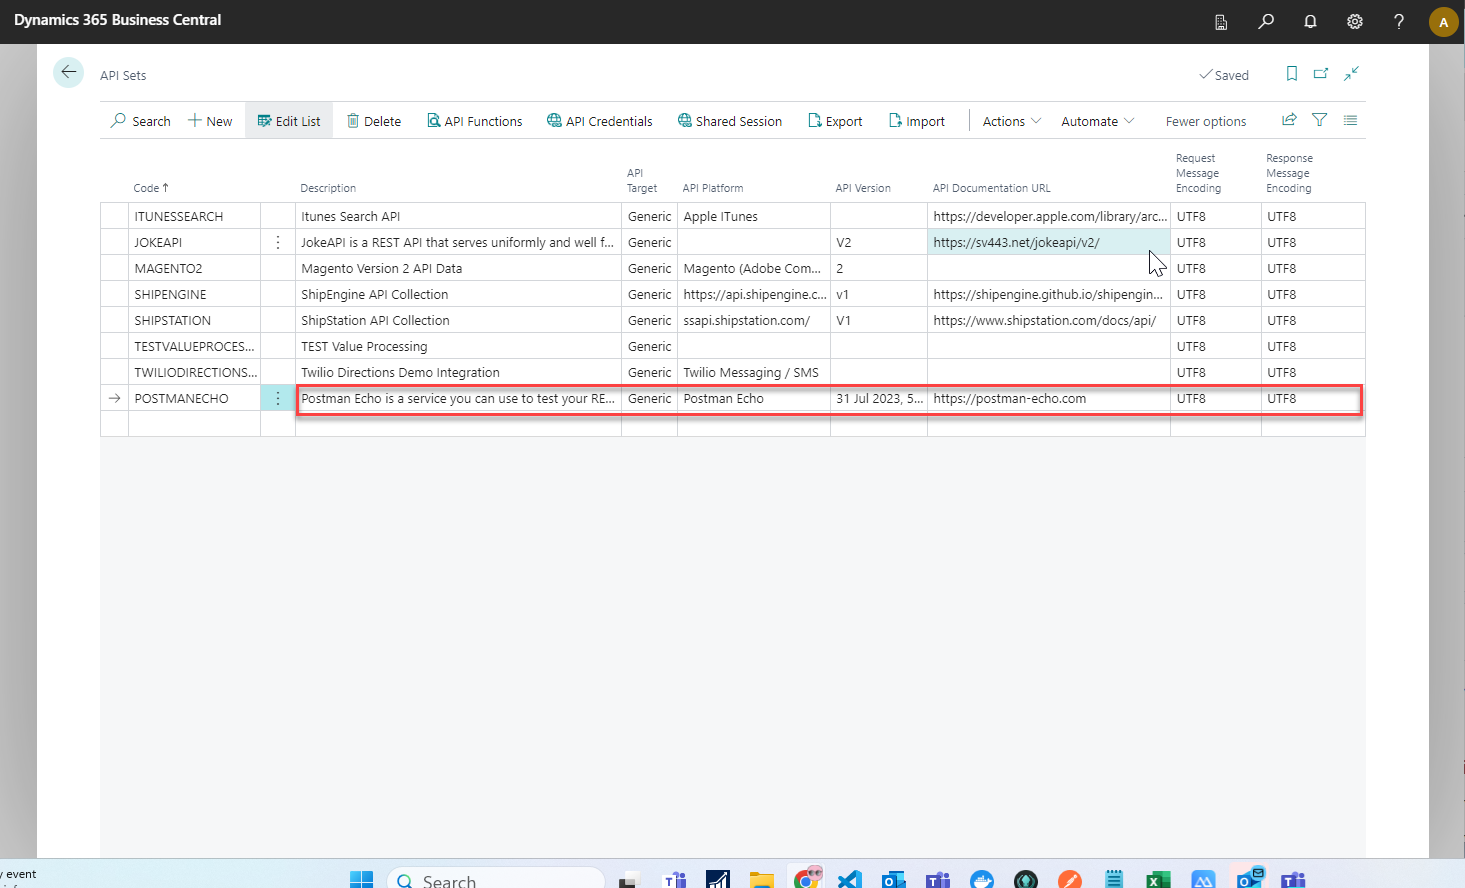 Dynamics 365 Business Central
A
API Sets
Saved
Search New Edit List Delete API Functions API Credentials Shared Session Export Import Actions Automate Fewer options
Code ↑ Description API Target API Platform API Version API Documentation URL Request Message Encoding Response Message Encoding
ITUNESSEARCH Itunes Search API Generic Apple ITunes https://developer.apple.com/library/arc... UTF8 UTF8
JOKEAPI JokeAPI is a REST API that serves uniformly and well f... Generic V2 https://sv443.net/jokeapi/v2/ UTF8 UTF8
MAGENTO2 Magento Version 2 API Data Generic Magento (Adobe Com... 2 UTF8 UTF8
SHIPENGINE ShipEngine API Collection Generic https://api.shipengine.c... v1 https://shipengine.github.io/shipengin... UTF8 UTF8
SHIPSTATION ShipStation API Collection Generic ssapi.shipstation.com/ V1 https://www.shipstation.com/docs/api/ UTF8 UTF8
TESTVALUEPROCES... TEST Value Processing Generic UTF8 UTF8
TWILIODIRECTIONS... Twilio Directions Demo Integration Generic Twilio Messaging / SMS UTF8 UTF8
POSTMANECHO Postman Echo is a service you can use to test your RE... Generic Postman Echo 31 Jul 2023, 5... https://postman-echo.com UTF8 UTF8
y event
Search